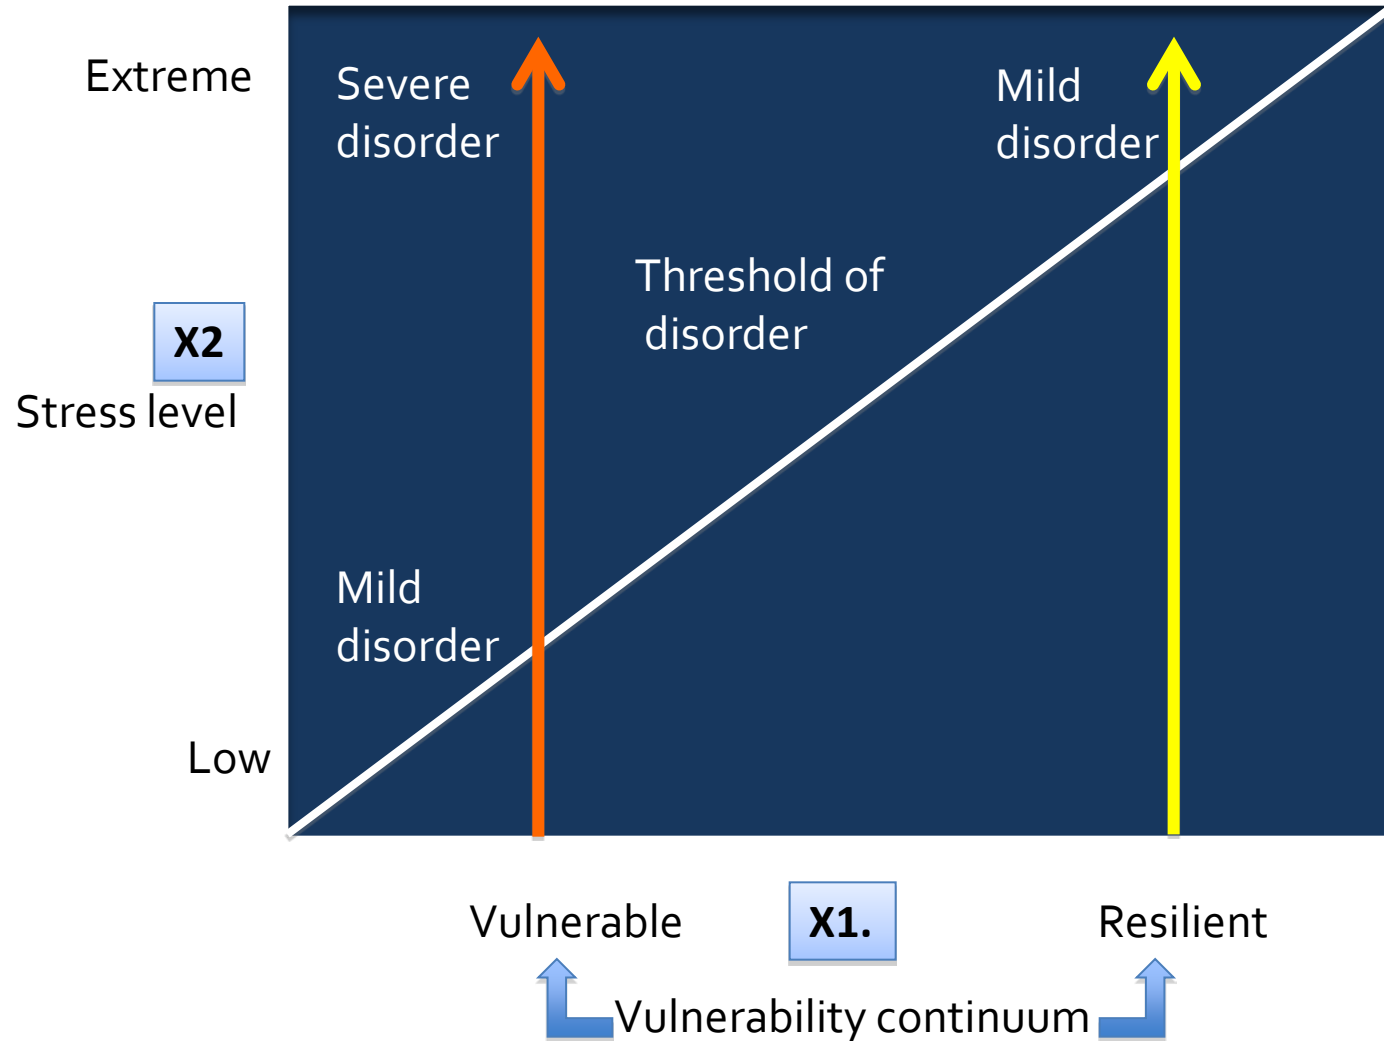 Extreme
Severe
disorder
Mild
disorder
Threshold of
disorder
X2
Stress level
Mild
disorder
Low
Vulnerable
X1.
Resilient
Vulnerability continuum